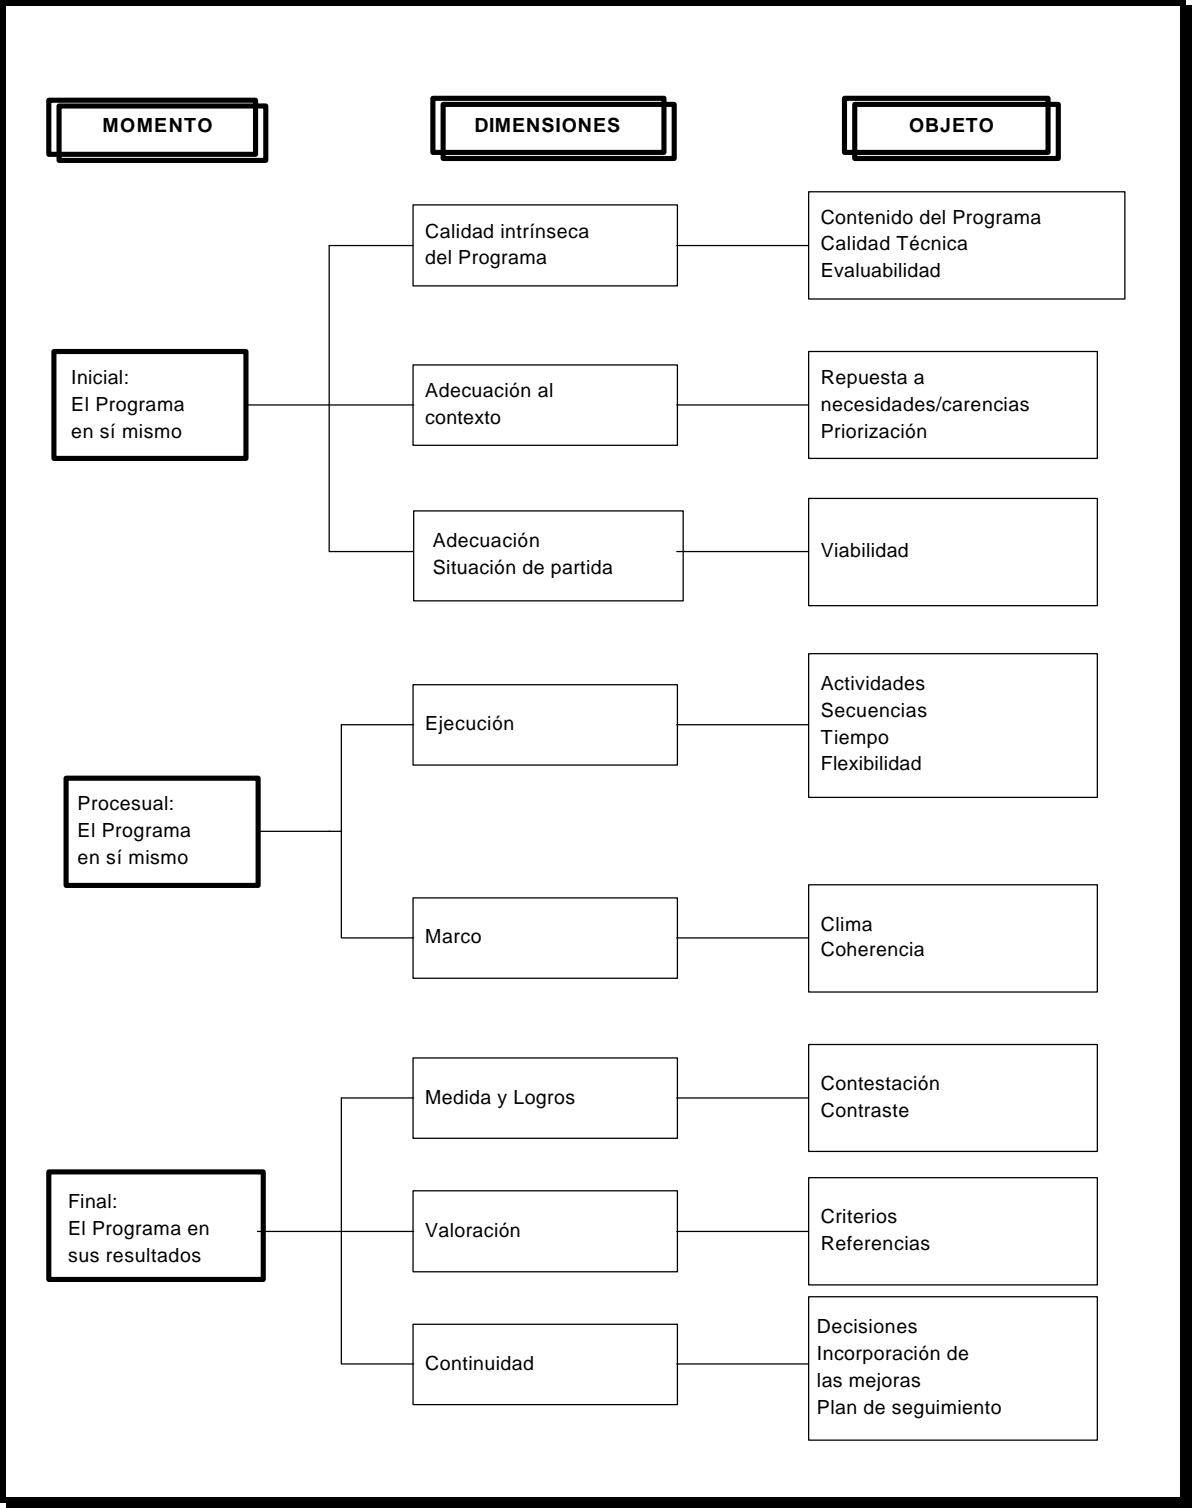 MOMENTO
DIMENSIONES
OBJETO
Inicial:
El Programa
en sí mismo
Calidad intrínseca
del Programa
Contenido del Programa
Calidad Técnica
Evaluabilidad
Adecuación al
contexto
Repuesta a
necesidades/carencias
Priorización
Adecuación
Situación de partida
Viabilidad
Procesual:
El Programa
en sí mismo
Ejecución
Actividades
Secuencias
Tiempo
Flexibilidad
Marco
Clima
Coherencia
Final:
El Programa en
sus resultados
Medida y Logros
Contestación
Contraste
Valoración
Criterios
Referencias
Continuidad
Decisiones
Incorporación de
las mejoras
Plan de seguimiento